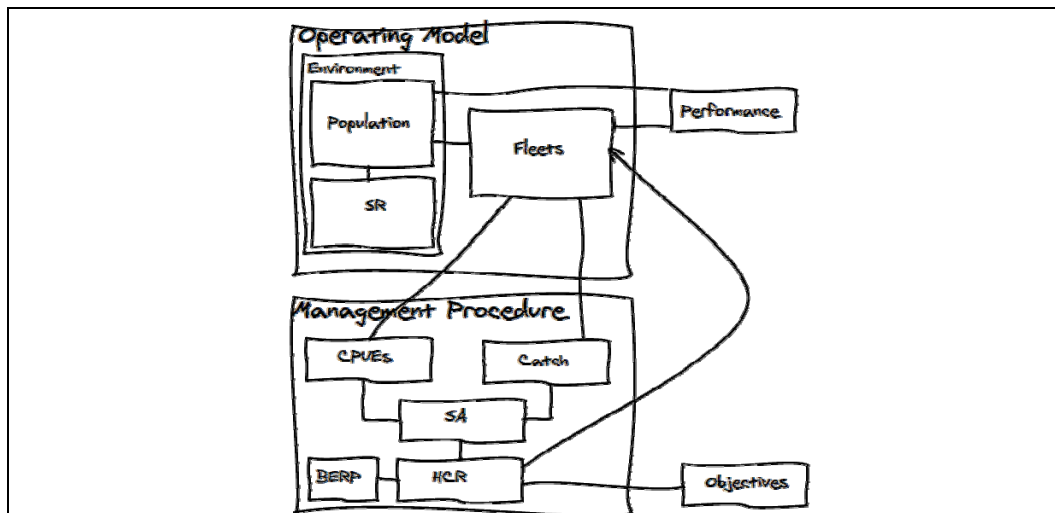 Operating Model
Environment
Population
Performance
Fleets
SR
Management Procedure
CPUEs
Catch
SA
BERP
HCR
Objectives